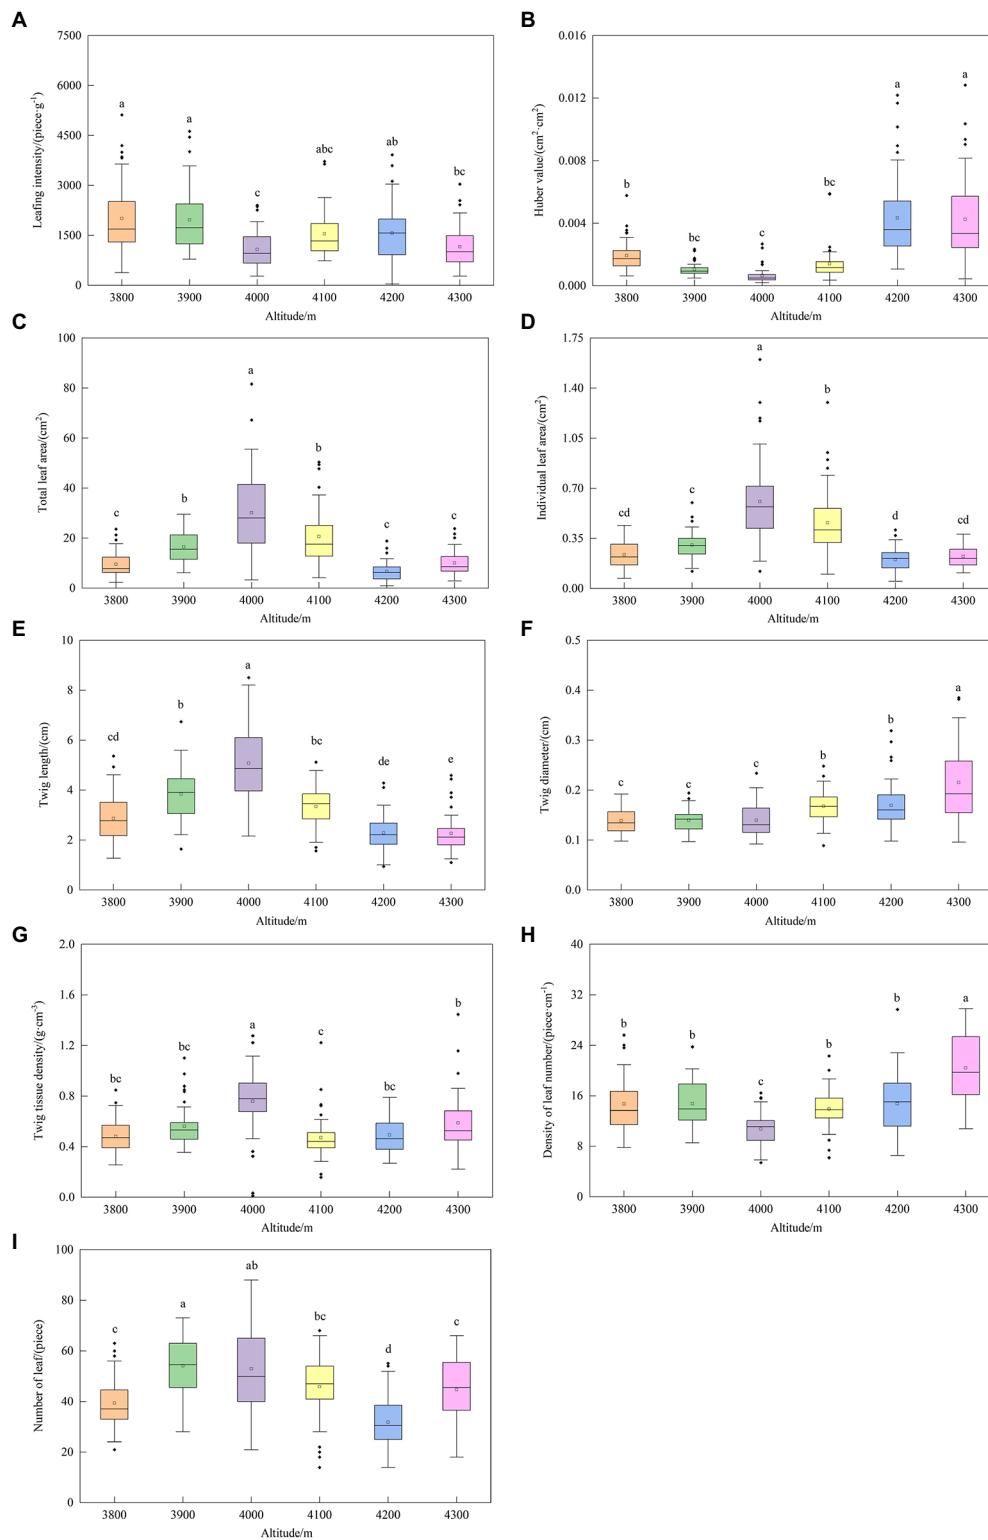 A
7500
6000
4500
3000
1500
0
Leafing intensity/(piece·g⁻¹)
a
a
c
abc
ab
bc
3800 3900 4000 4100 4200 4300
Altitude/m
B
0.016
0.012
0.008
0.004
0.000
Huber value/(cm²·cm²)
b
bc
c
bc
a
a
3800 3900 4000 4100 4200 4300
Altitude/m
C
100
80
60
40
20
0
Total leaf area/(cm²)
c
b
a
b
c
c
3800 3900 4000 4100 4200 4300
Altitude/m
D
1.75
1.40
1.05
0.70
0.35
0.00
Individual leaf area/(cm²)
cd
c
a
b
d
cd
3800 3900 4000 4100 4200 4300
Altitude/m
E
10
8
6
4
2
0
Twig length/(cm)
cd
b
a
bc
de
e
3800 3900 4000 4100 4200 4300
Altitude/m
F
0.5
0.4
0.3
0.2
0.1
0.0
Twig diameter/(cm)
c
c
c
b
b
a
3800 3900 4000 4100 4200 4300
Altitude/m
G
2.0
1.6
1.2
0.8
0.4
0.0
Twig tissue density/(g·cm⁻³)
bc
bc
a
c
bc
b
3800 3900 4000 4100 4200 4300
Altitude/m
H
40
32
24
16
8
0
Density of leaf number/(piece·cm⁻¹)
b
b
c
b
b
a
3800 3900 4000 4100 4200 4300
Altitude/m
I
100
80
60
40
20
0
Number of leaf/(piece)
c
a
ab
bc
d
c
3800 3900 4000 4100 4200 4300
Altitude/m